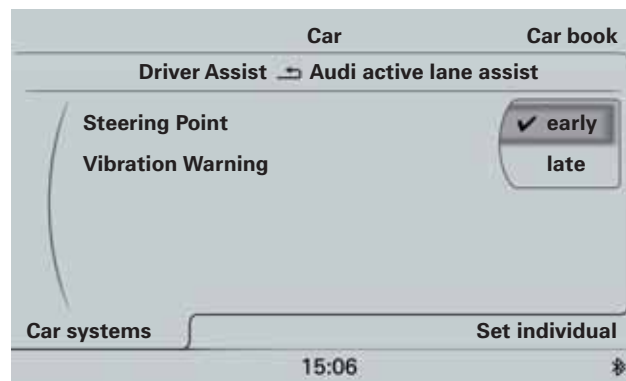 Car Car book
Driver Assist Audi active lane assist
Steering Point ✔ early
Vibration Warning late
Car systems Set individual
15:06